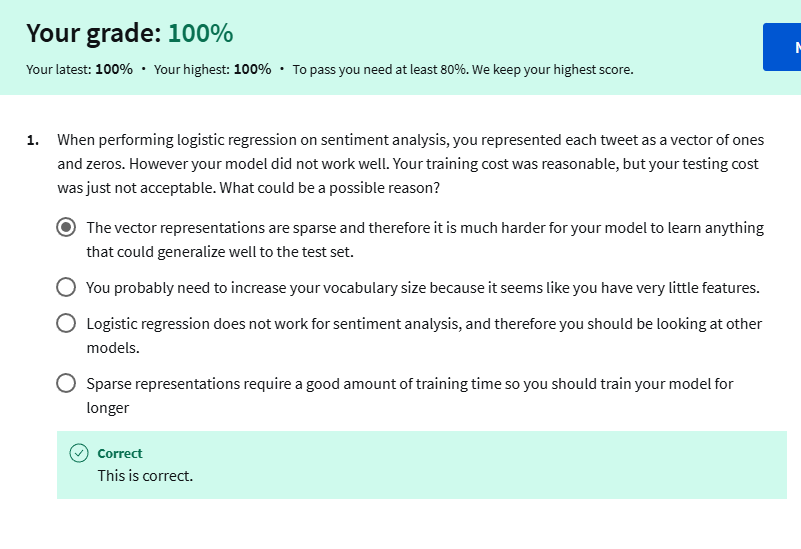 Your grade: 100%
Your latest: 100% • Your highest: 100% • To pass you need at least 80%. We keep your highest score.
1. When performing logistic regression on sentiment analysis, you represented each tweet as a vector of ones
and zeros. However your model did not work well. Your training cost was reasonable, but your testing cost
was just not acceptable. What could be a possible reason?
The vector representations are sparse and therefore it is much harder for your model to learn anything
that could generalize well to the test set.
You probably need to increase your vocabulary size because it seems like you have very little features.
Logistic regression does not work for sentiment analysis, and therefore you should be looking at other
models.
Sparse representations require a good amount of training time so you should train your model for
longer
Correct
This is correct.